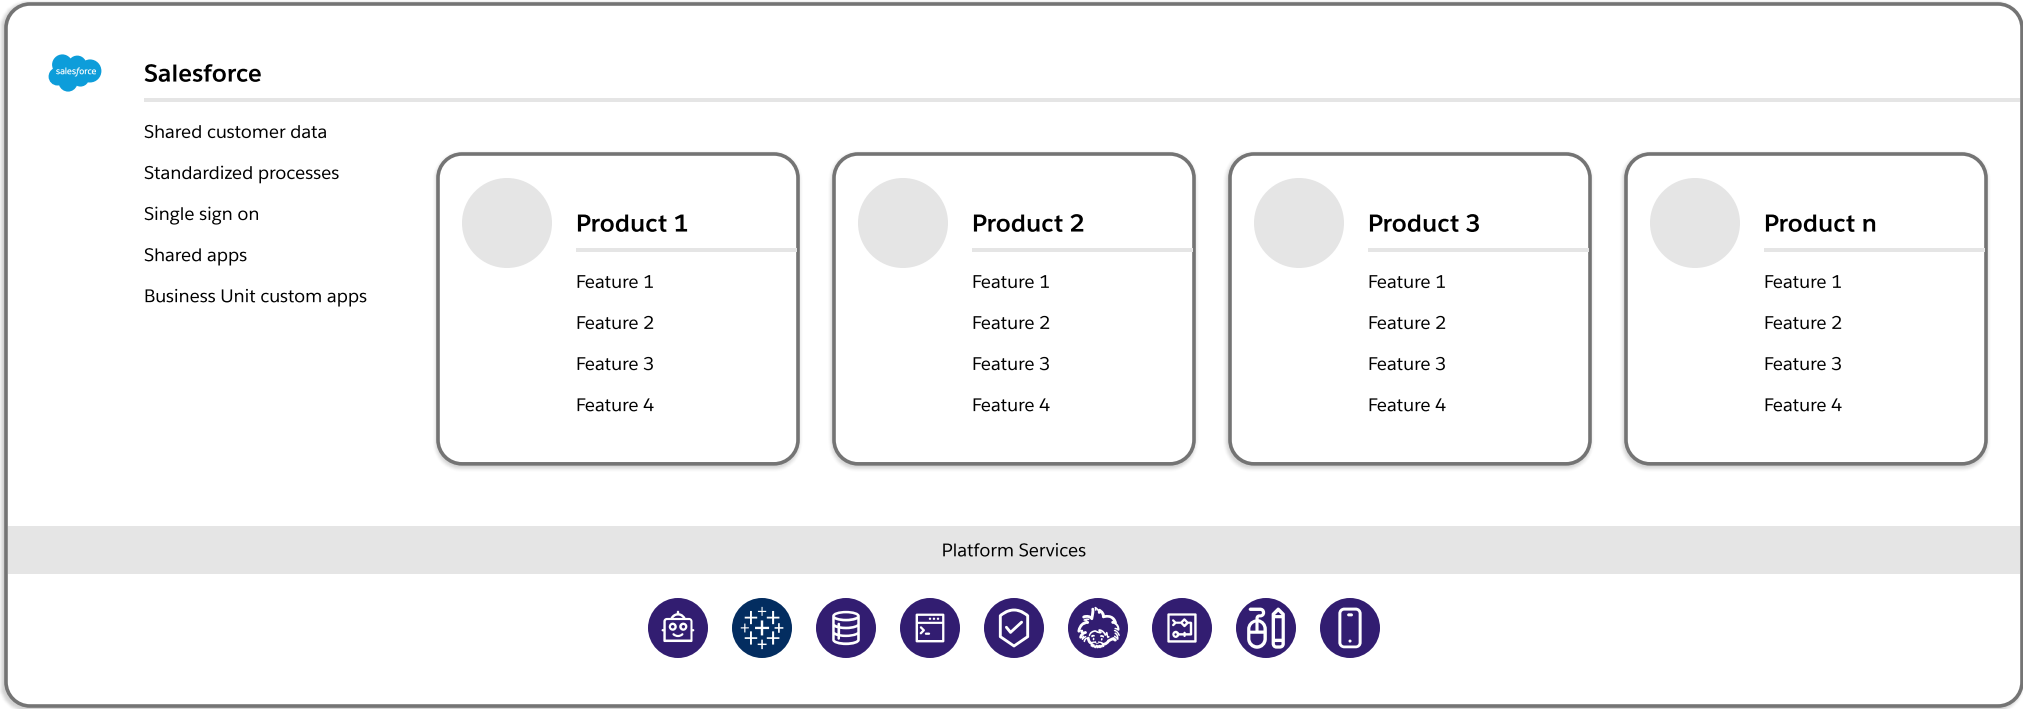 salesforce
Salesforce
Shared customer data
Standardized processes
Single sign on
Shared apps
Business Unit custom apps
Product 1
Feature 1
Feature 2
Feature 3
Feature 4
Product 2
Feature 1
Feature 2
Feature 3
Feature 4
Product 3
Feature 1
Feature 2
Feature 3
Feature 4
Product n
Feature 1
Feature 2
Feature 3
Feature 4
Platform Services